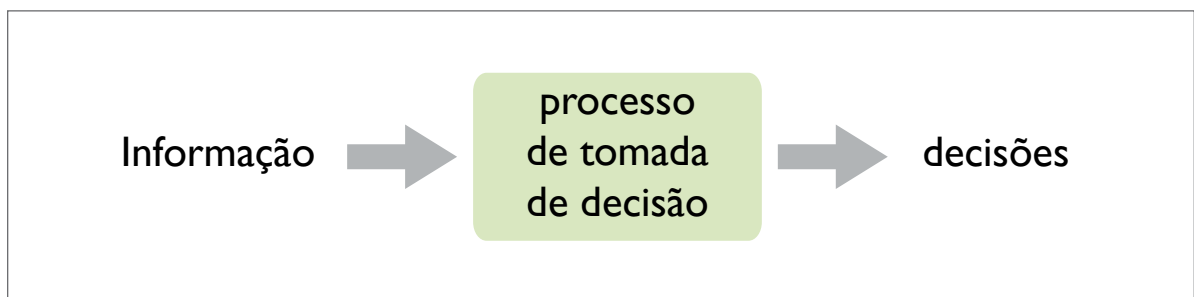 Informação
processo
de tomada
de decisão
decisões